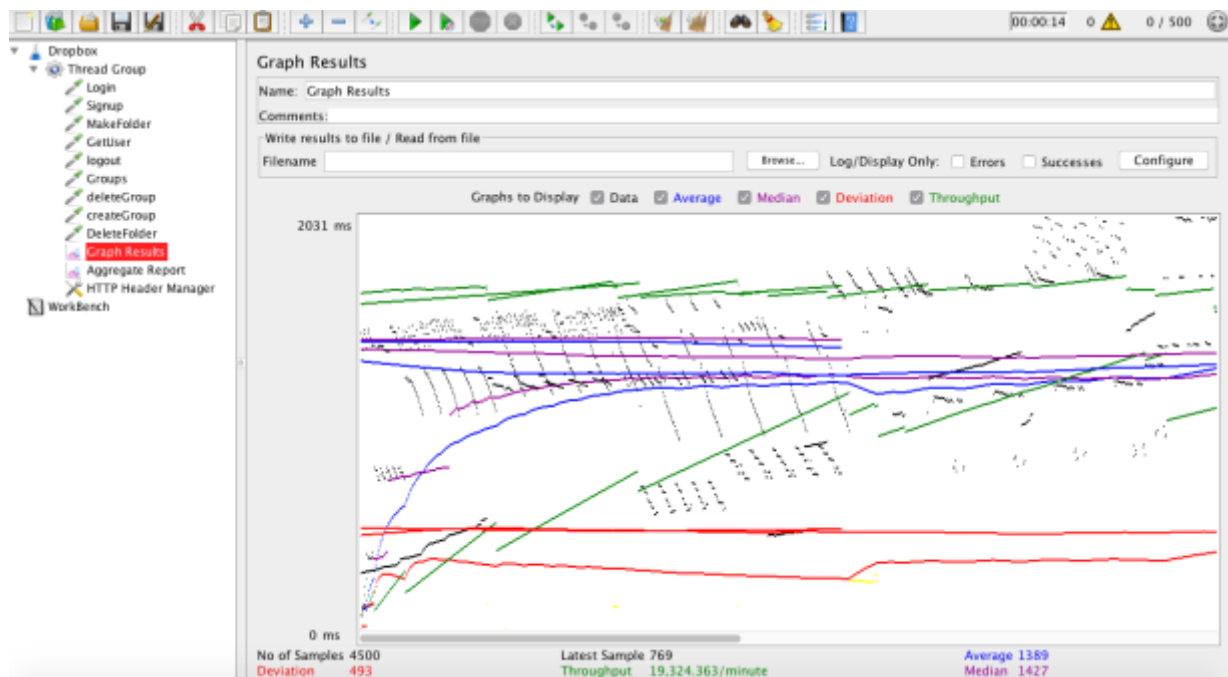 00:00:14 0 0 / 500
Dropbox
Thread Group
Login
Signup
MakeFolder
GetUser
logout
Groups
deleteGroup
createGroup
DeleteFolder
Graph Results
Aggregate Report
HTTP Header Manager
WorkBench
Graph Results
Name: Graph Results
Comments:
Write results to file / Read from file
Filename Browse... Log/Display Only: Errors Successes Configure
Graphs to Display Data Average Median Deviation Throughput
2031 ms
0 ms
No of Samples 4500 Latest Sample 769 Average 1389
Deviation 493 Throughput 19,324.363/minute Median 1427